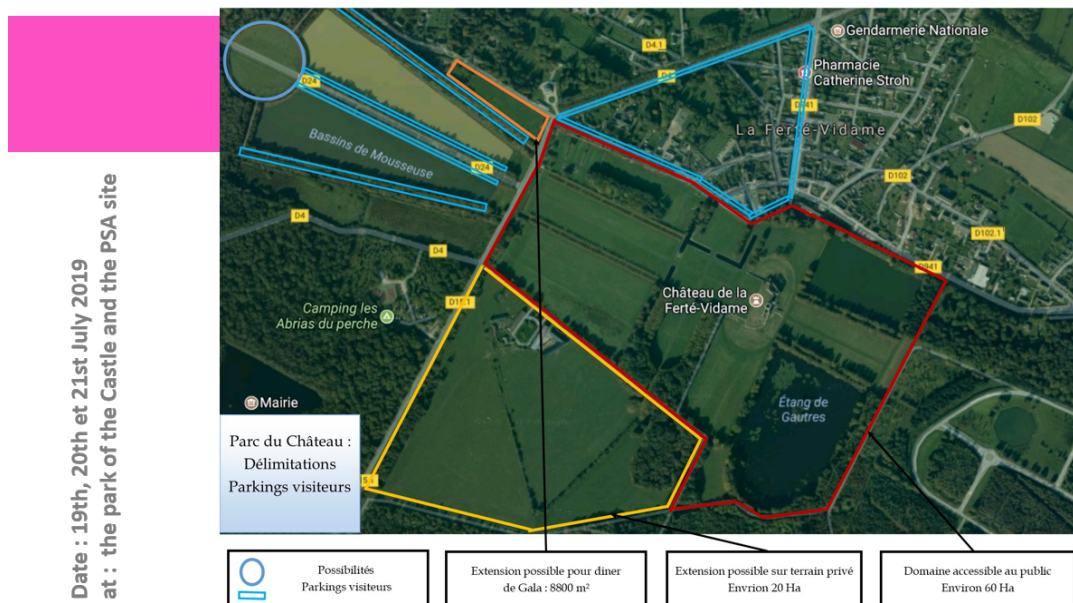 Date : 19th, 20th et 21st July 2019
at : the park of the Castle and the PSA site
Gendarmerie Nationale
D4.1
Pharmacie
Catherine Stroh
D24
D941
La Ferté-Vidame
D102
Bassins de Mousseuse
D24
D102
D4
D102.1
D4
D941
Château de la
Ferté-Vidame
Camping les
Abrias du perche
Mairie
Étang de
Gautres
Parc du Château :
Délimitations
Parkings visiteurs
Possibilités
Parkings visiteurs
Extension possible pour diner
de Gala : 8800 m²
Extension possible sur terrain privé
Envrion 20 Ha
Domaine accessible au public
Environ 60 Ha